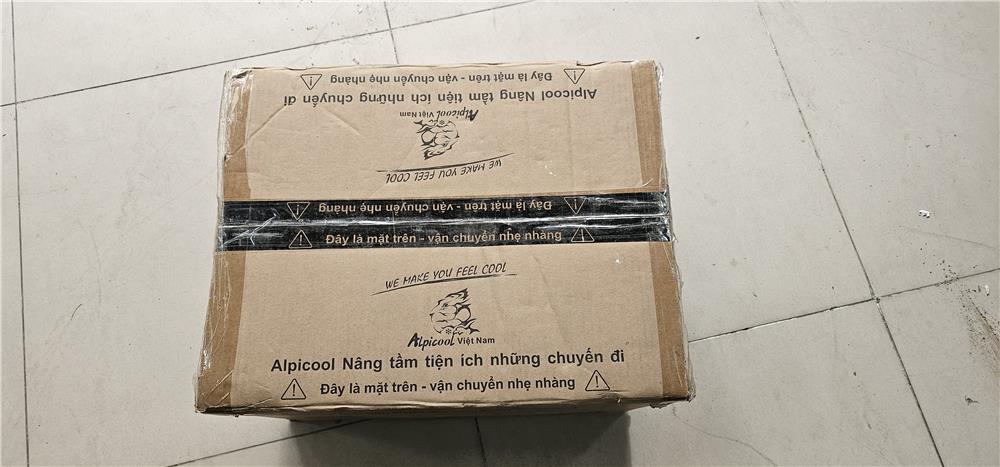 Đây là mặt trên - vận chuyển nhẹ nhàng
Alpicool Nâng tầm tiện ích những chuyến đi
Alpicool Việt Nam
WE MAKE YOU FEEL COOL
Đây là mặt trên - vận chuyển nhẹ nhàng
Đây là mặt trên - vận chuyển nhẹ nhàng
WE MAKE YOU FEEL COOL
Alpicool Việt Nam
Alpicool Nâng tầm tiện ích những chuyến đi
Đây là mặt trên - vận chuyển nhẹ nhàng